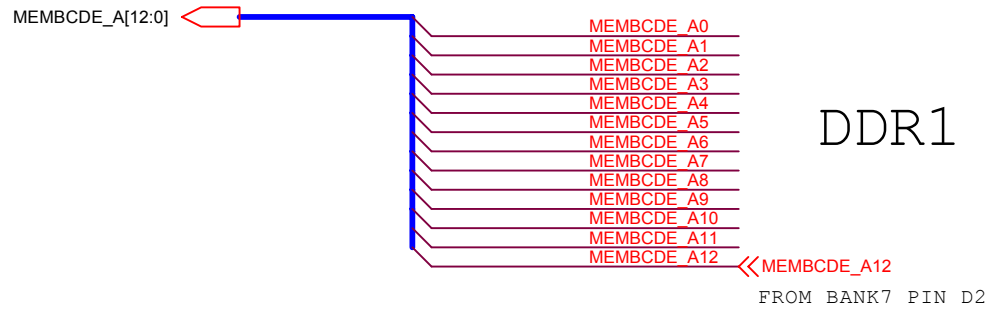 MEMBCDE_A[12:0]
MEMBCDE_A0
MEMBCDE_A1
MEMBCDE_A2
MEMBCDE_A3
MEMBCDE_A4
MEMBCDE_A5
MEMBCDE_A6
MEMBCDE_A7
MEMBCDE_A8
MEMBCDE_A9
MEMBCDE_A10
MEMBCDE_A11
MEMBCDE_A12
DDR1
MEMBCDE_A12
FROM BANK7 PIN D2